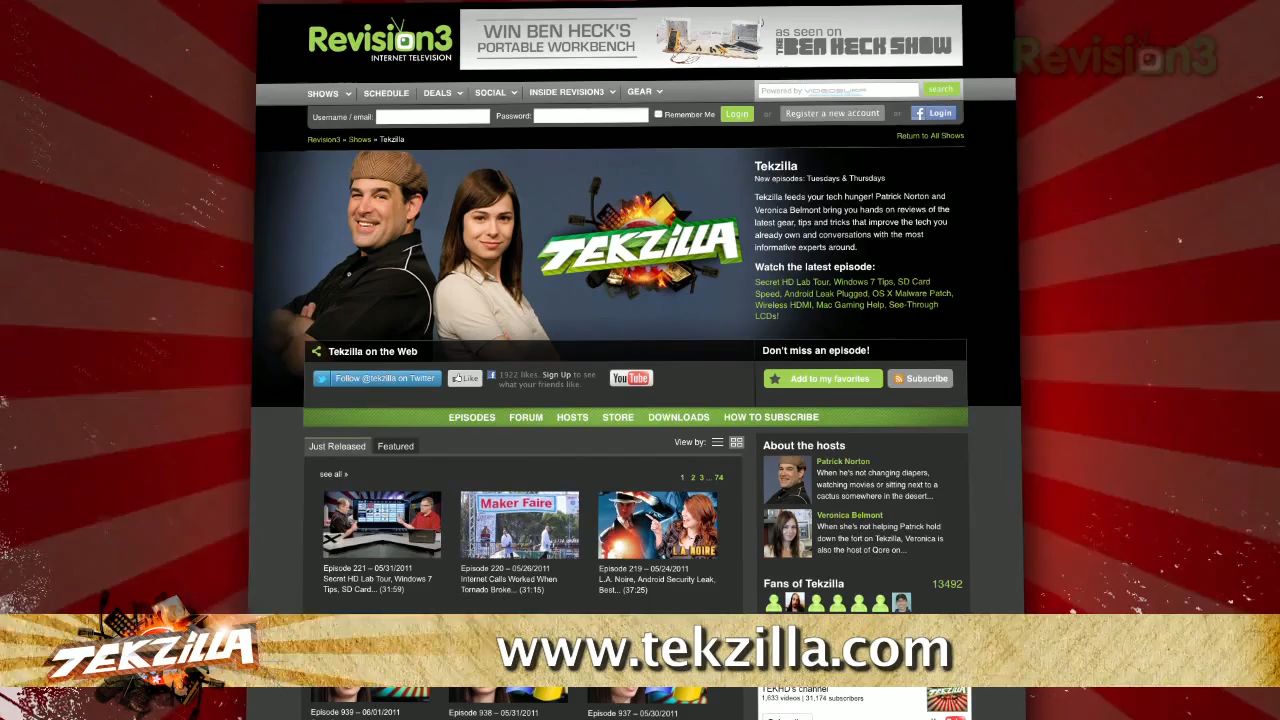 Revision3
INTERNET TELEVISION
WIN BEN HECK'S
PORTABLE WORKBENCH
as seen on
THE BEN HECK SHOW
Revision3
SHOWS
SCHEDULE
DEALS
SOCIAL
INSIDE REVISION3
GEAR
Powered by
search
Username / email:
Password:
Remember Me
Login
or
Register a new account
or
Login
Revision3 » Shows » Tekzilla
Return to All Shows
TEKZILLA
Tekzilla
New episodes: Tuesdays & Thursdays
Tekzilla feeds your tech hunger! Patrick Norton and
Veronica Belmont bring you hands on reviews of the
latest gear, tips and tricks that improve the tech you
already own and conversations with the most
informative experts around.
Watch the latest episode:
Secret HD Lab Tour, Windows 7 Tips, SD Card
Speed, Android Leak Plugged, OS X Malware Patch,
Wireless HDMI, Mac Gaming Help, See-Through
LCDs!
Tekzilla on the Web
Follow @tekzilla on Twitter
Like
1922 likes. Sign Up to see
what your friends like.
YouTube
Don't miss an episode!
Add to my favorites
Subscribe
EPISODES
FORUM
HOSTS
STORE
DOWNLOADS
HOW TO SUBSCRIBE
Just Released
Featured
View by:
see all »
1 2 3 ... 74
Maker Faire
L.A. NOIRE
Episode 221 – 05/31/2011
Secret HD Lab Tour, Windows 7
Tips, SD Card... (31:59)
Episode 220 – 05/26/2011
Internet Calls Worked When
Tornado Broke... (31:15)
Episode 219 – 05/24/2011
L.A. Noire, Android Security Leak,
Best... (37:25)
About the hosts
Patrick Norton
When he's not changing diapers,
watching movies or sitting next to a
cactus somewhere in the desert...
Veronica Belmont
When she's not helping Patrick hold
down the fort on Tekzilla, Veronica is
also the host of Qore on...
Fans of Tekzilla
13492
TEKZILLA
www.tekzilla.com
Episode 939 – 06/01/2011
Episode 938 – 05/31/2011
Episode 937 – 05/30/2011
TEKHD's channel
1,633 videos | 31,174 subscribers